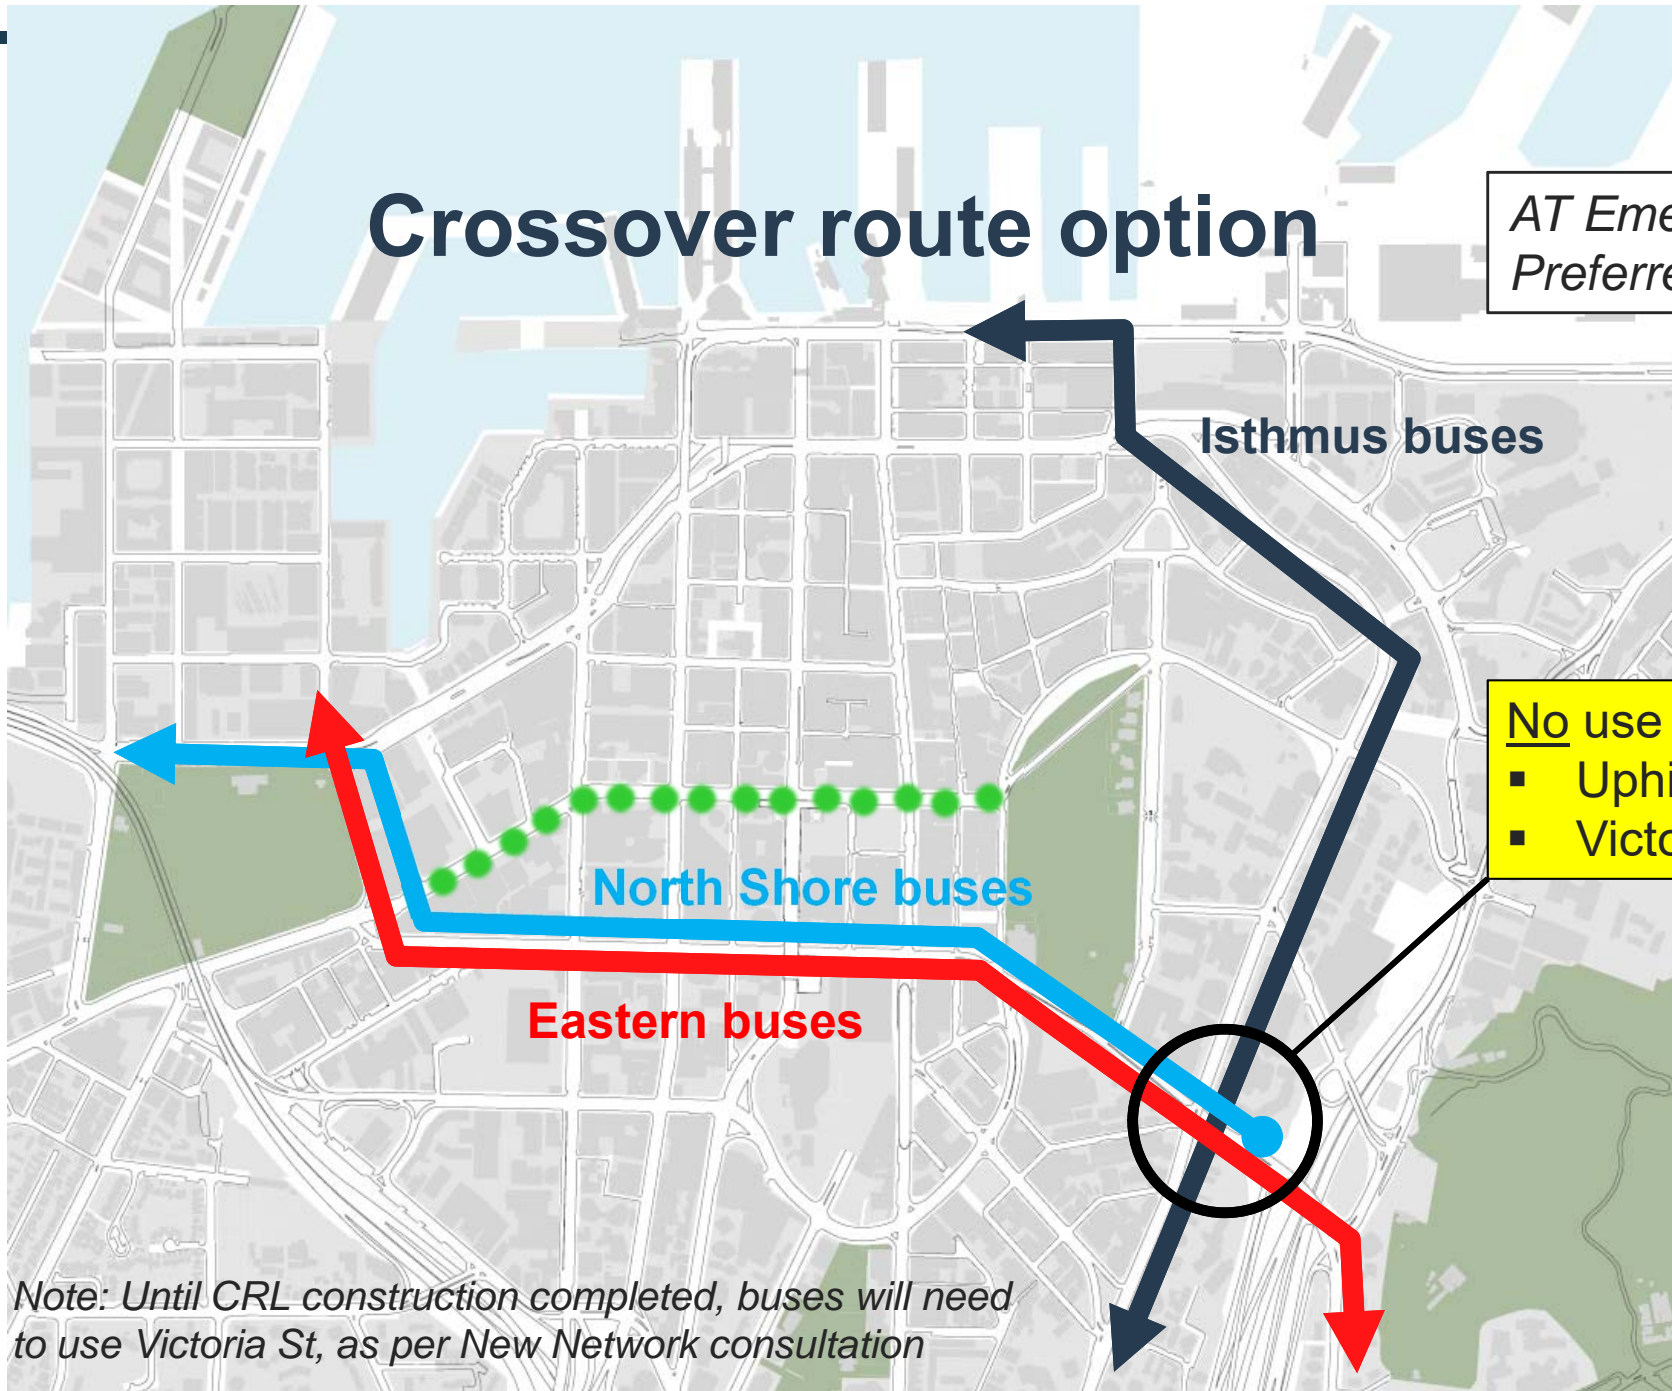 Crossover route option
AT Eme
Preferre
Isthmus buses
No use
▪ Uphi
▪ Victo
North Shore buses
Eastern buses
Note: Until CRL construction completed, buses will need
to use Victoria St, as per New Network consultation